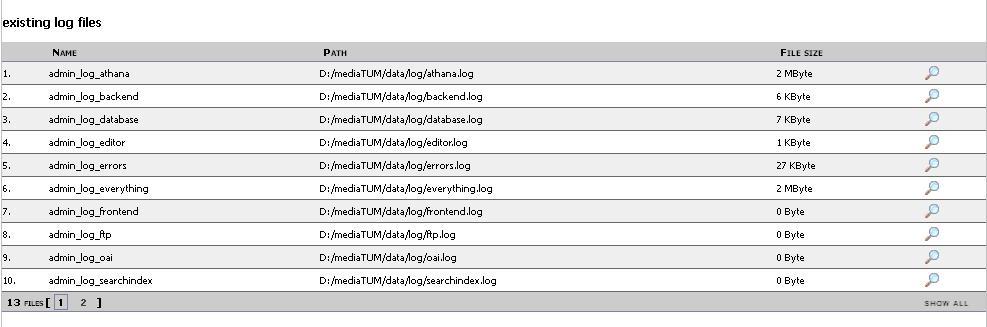 existing log files
Name Path File size
1. admin_log_athana D:/mediaTUM/data/log/athana.log 2 MByte
2. admin_log_backend D:/mediaTUM/data/log/backend.log 6 KByte
3. admin_log_database D:/mediaTUM/data/log/database.log 7 KByte
4. admin_log_editor D:/mediaTUM/data/log/editor.log 1 KByte
5. admin_log_errors D:/mediaTUM/data/log/errors.log 27 KByte
6. admin_log_everything D:/mediaTUM/data/log/everything.log 2 MByte
7. admin_log_frontend D:/mediaTUM/data/log/frontend.log 0 Byte
8. admin_log_ftp D:/mediaTUM/data/log/ftp.log 0 Byte
9. admin_log_oai D:/mediaTUM/data/log/oai.log 0 Byte
10. admin_log_searchindex D:/mediaTUM/data/log/searchindex.log 0 Byte
13 files [ 1 2 ] show all